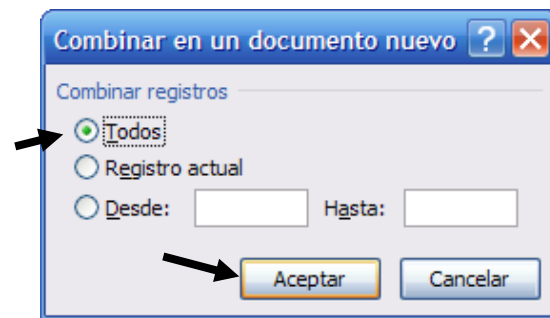 Combinar en un documento nuevo ?
Combinar registros
Todos
Registro actual
Desde: Hasta:
Aceptar Cancelar